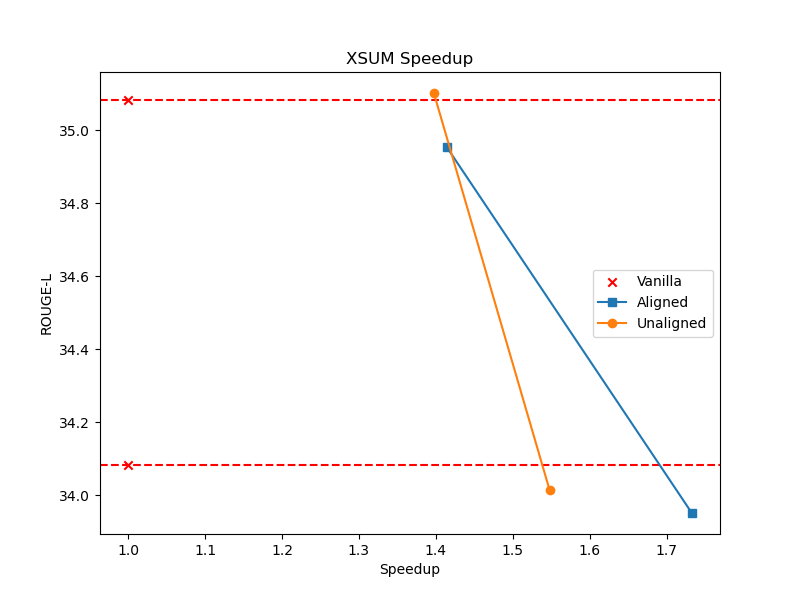 XSUM Speedup
ROUGE-L
35.0
34.8
34.6
34.4
34.2
34.0
Vanilla
Aligned
Unaligned
1.0 1.1 1.2 1.3 1.4 1.5 1.6 1.7
Speedup